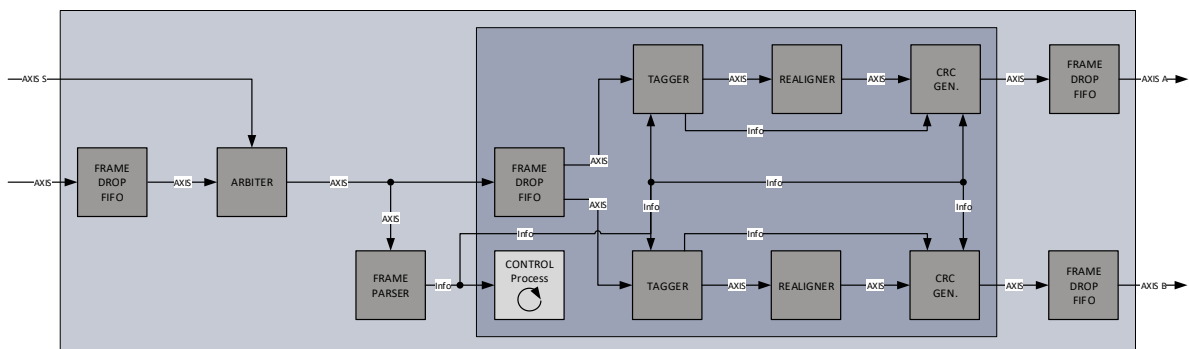 TAGGER
AXIS
REALIGNER
AXIS
CRC
GEN.
AXIS
FRAME
DROP
FIFO
AXIS A
AXIS S
Info
FRAME
DROP
FIFO
AXIS
AXIS
FRAME
DROP
FIFO
AXIS
ARBITER
AXIS
Info
AXIS
AXIS
Info
Info
Info
Info
FRAME
PARSER
Info
CONTROL
Process
TAGGER
AXIS
REALIGNER
AXIS
CRC
GEN.
AXIS
FRAME
DROP
FIFO
AXIS B